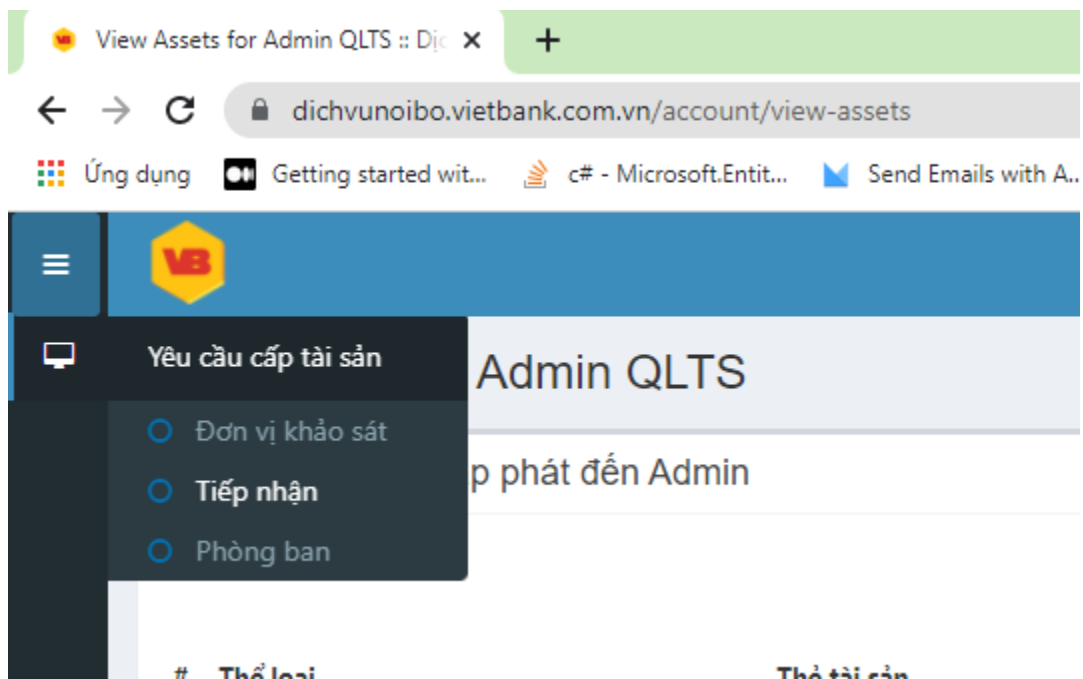 View Assets for Admin QLTS :: Dịc
dichvunoibo.vietbank.com.vn/account/view-assets
Ứng dụng Getting started wit... c# - Microsoft.Entit... Send Emails with A...
VB
Yêu cầu cấp tài sản
Admin QLTS
Đơn vị khảo sát
Tiếp nhận
p phát đến Admin
Phòng ban
# Thể loại Thẻ tài sản